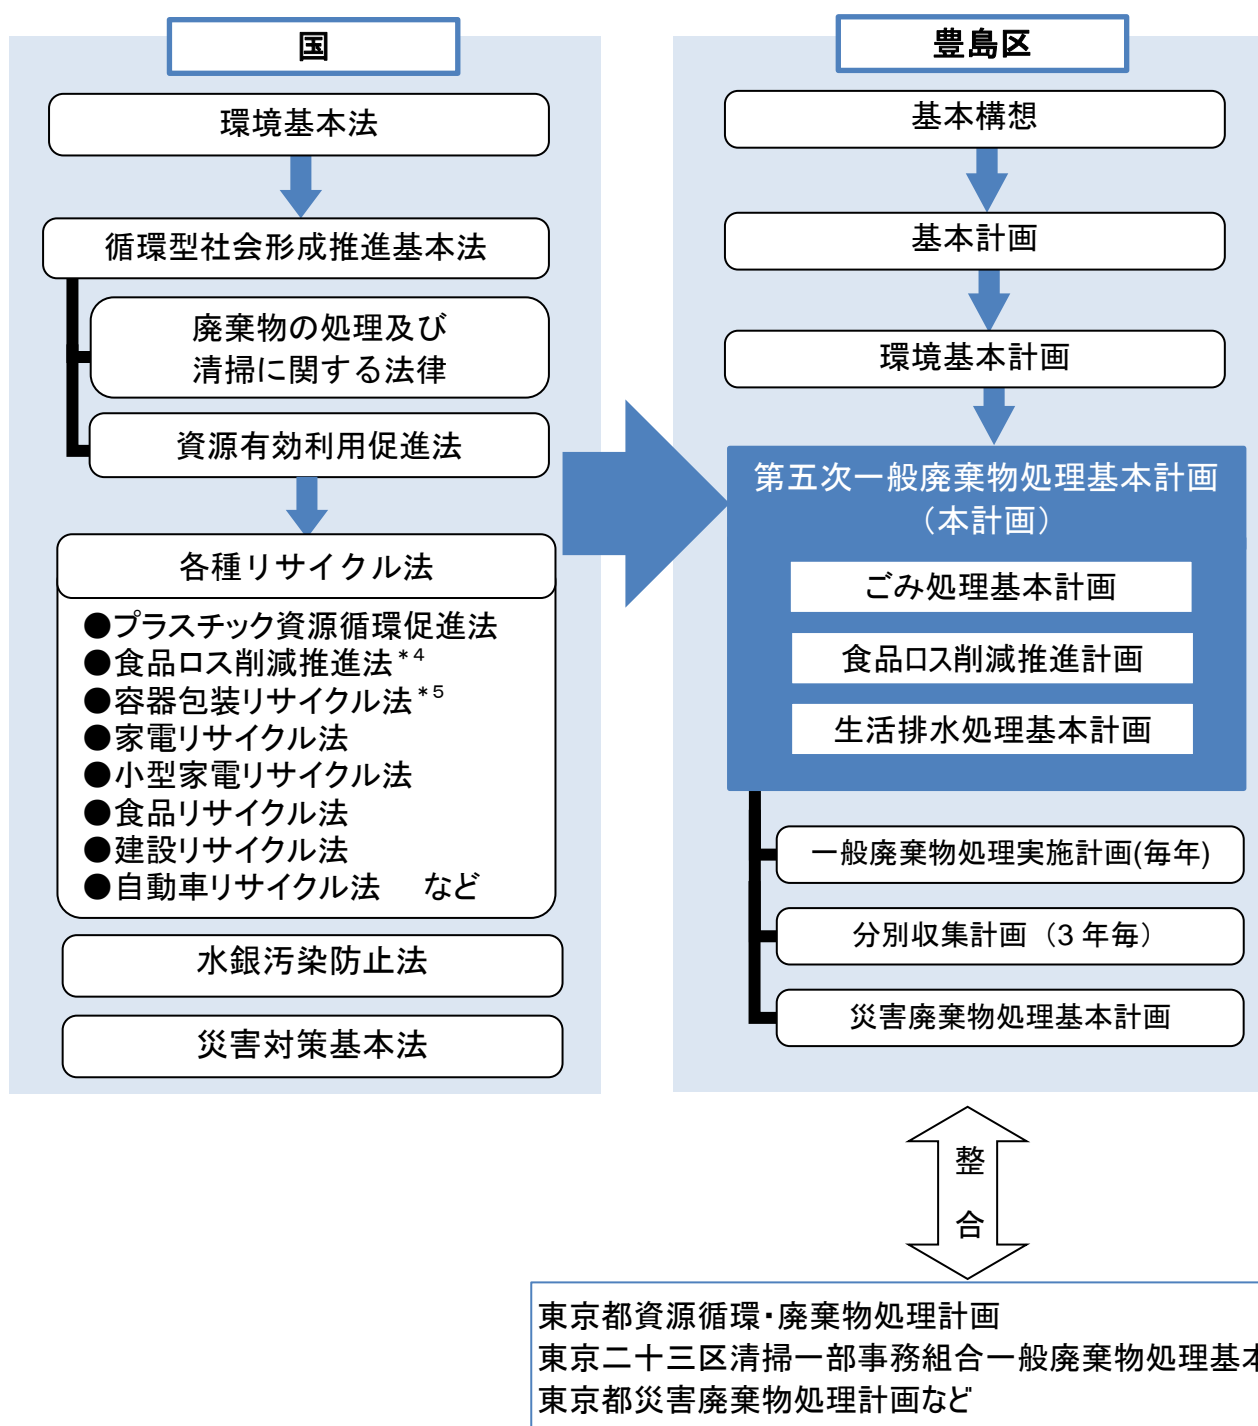 国
環境基本法
循環型社会形成推進基本法
廃棄物の処理及び
清掃に関する法律
資源有効利用促進法
各種リサイクル法
●プラスチック資源循環促進法
●食品ロス削減推進法*4
●容器包装リサイクル法*5
●家電リサイクル法
●小型家電リサイクル法
●食品リサイクル法
●建設リサイクル法
●自動車リサイクル法　など
水銀汚染防止法
災害対策基本法
豊島区
基本構想
基本計画
環境基本計画
第五次一般廃棄物処理基本計画
（本計画）
ごみ処理基本計画
食品ロス削減推進計画
生活排水処理基本計画
一般廃棄物処理実施計画(毎年)
分別収集計画（3年毎）
災害廃棄物処理基本計画
整
合
東京都資源循環・廃棄物処理計画
東京二十三区清掃一部事務組合一般廃棄物処理基本
東京都災害廃棄物処理計画など